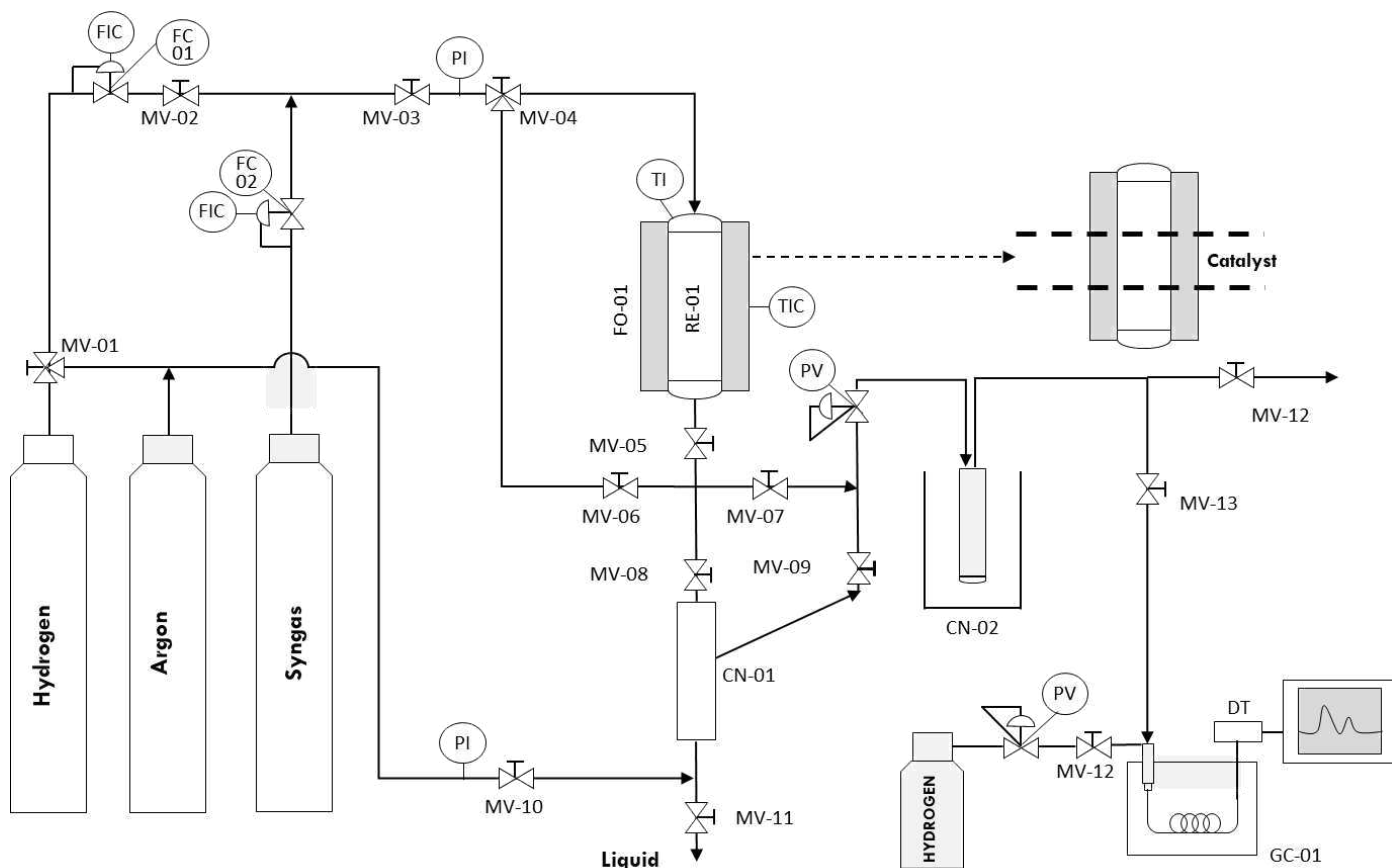 FIC
FC
01
PI
MV-02
MV-03
MV-04
FC
02
FIC
TI
Catalyst
FO-01
RE-01
TIC
MV-01
PV
MV-12
MV-05
MV-06
MV-07
MV-13
MV-08
MV-09
CN-02
Hydrogen
Argon
Syngas
CN-01
PI
MV-10
PV
DT
MV-12
MV-11
HYDROGEN
Liquid
GC-01